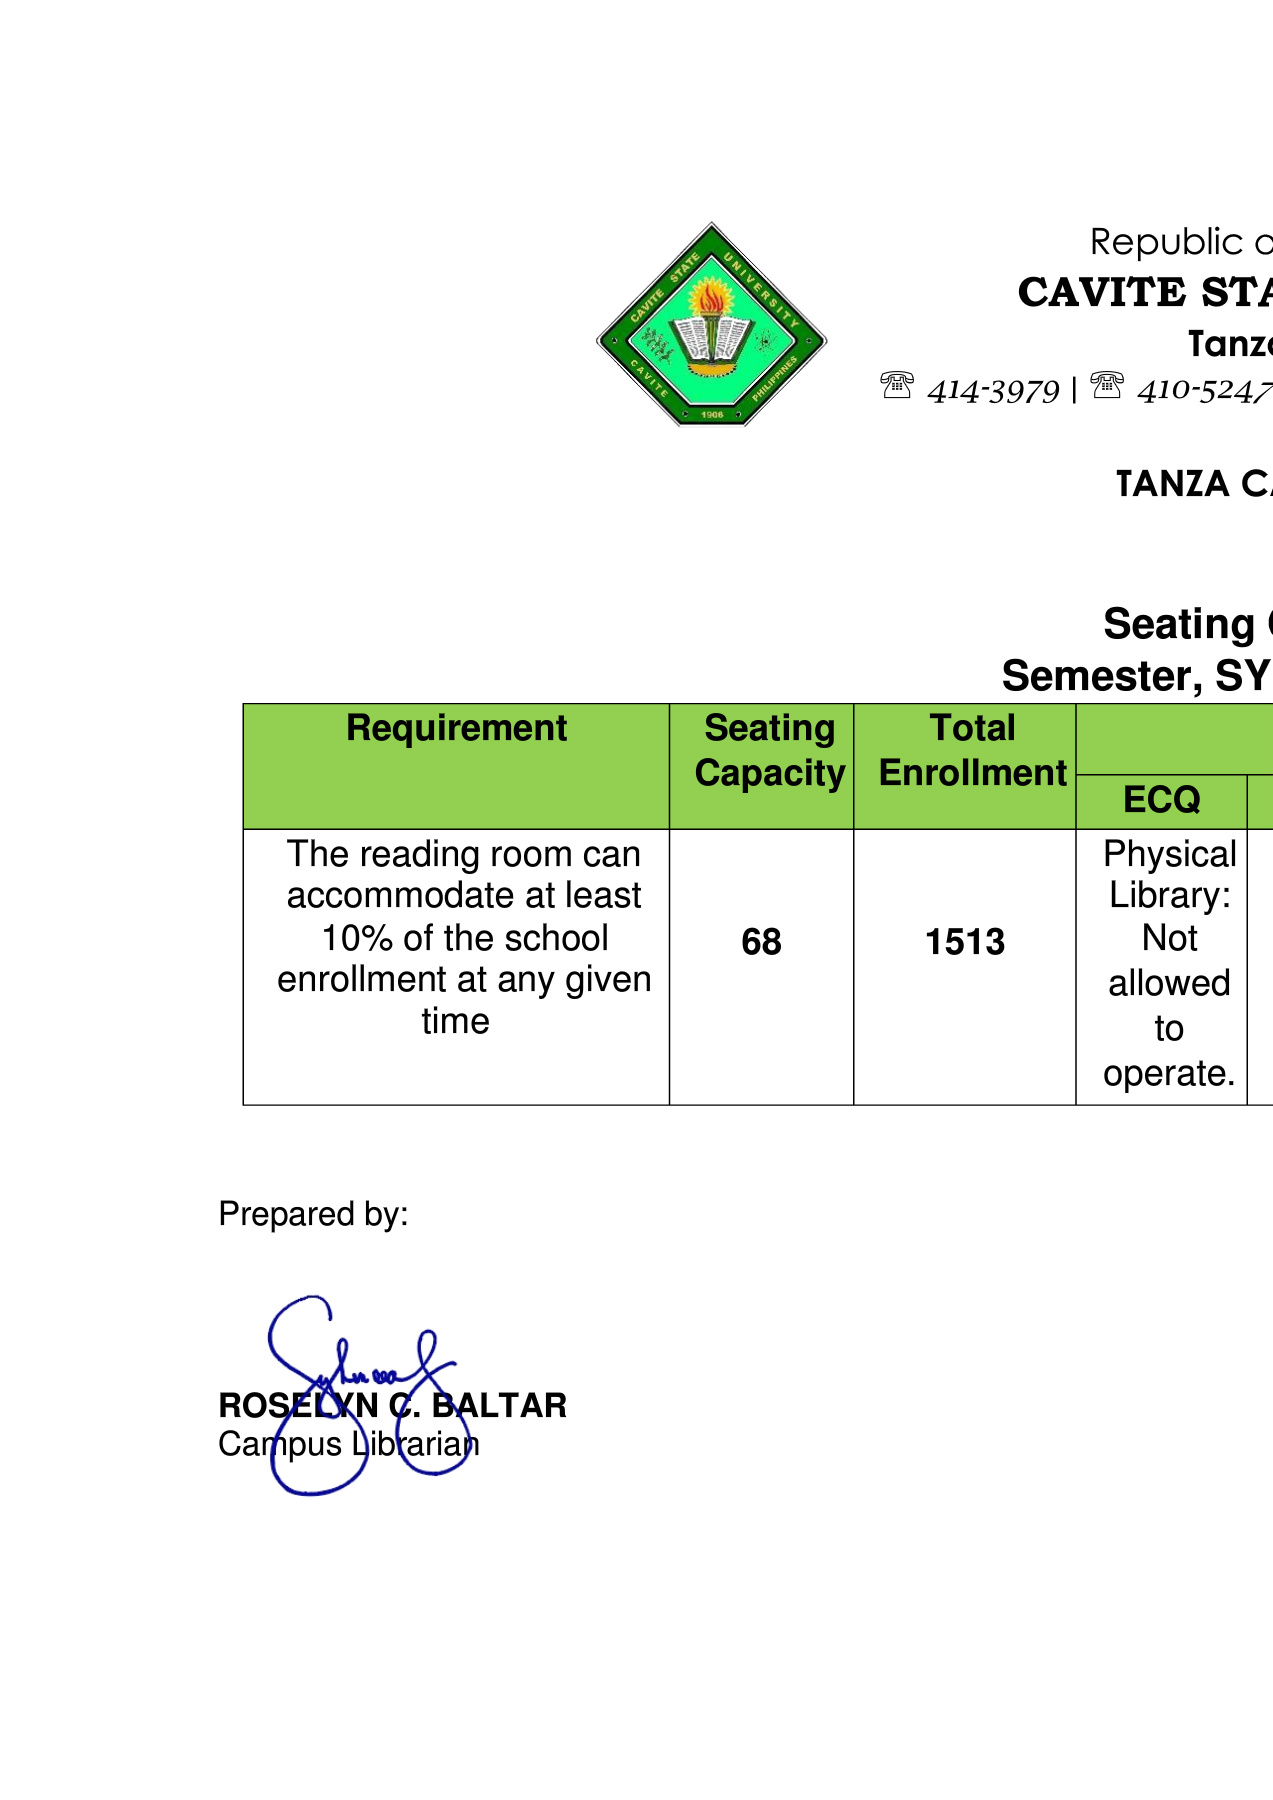 CAVITE STATE UNIVERSITY
CAVITE PHILIPPINES
1906
Republic o
CAVITE STA
Tanza
☏ 414-3979 | ☏ 410-5247
TANZA CA
Seating C
Semester, SY
Requirement
Seating
Capacity
Total
Enrollment
ECQ
The reading room can
accommodate at least
10% of the school
enrollment at any given
time
68
1513
Physical
Library:
Not
allowed
to
operate.
Prepared by:
ROSELYN C. BALTAR
Campus Librarian